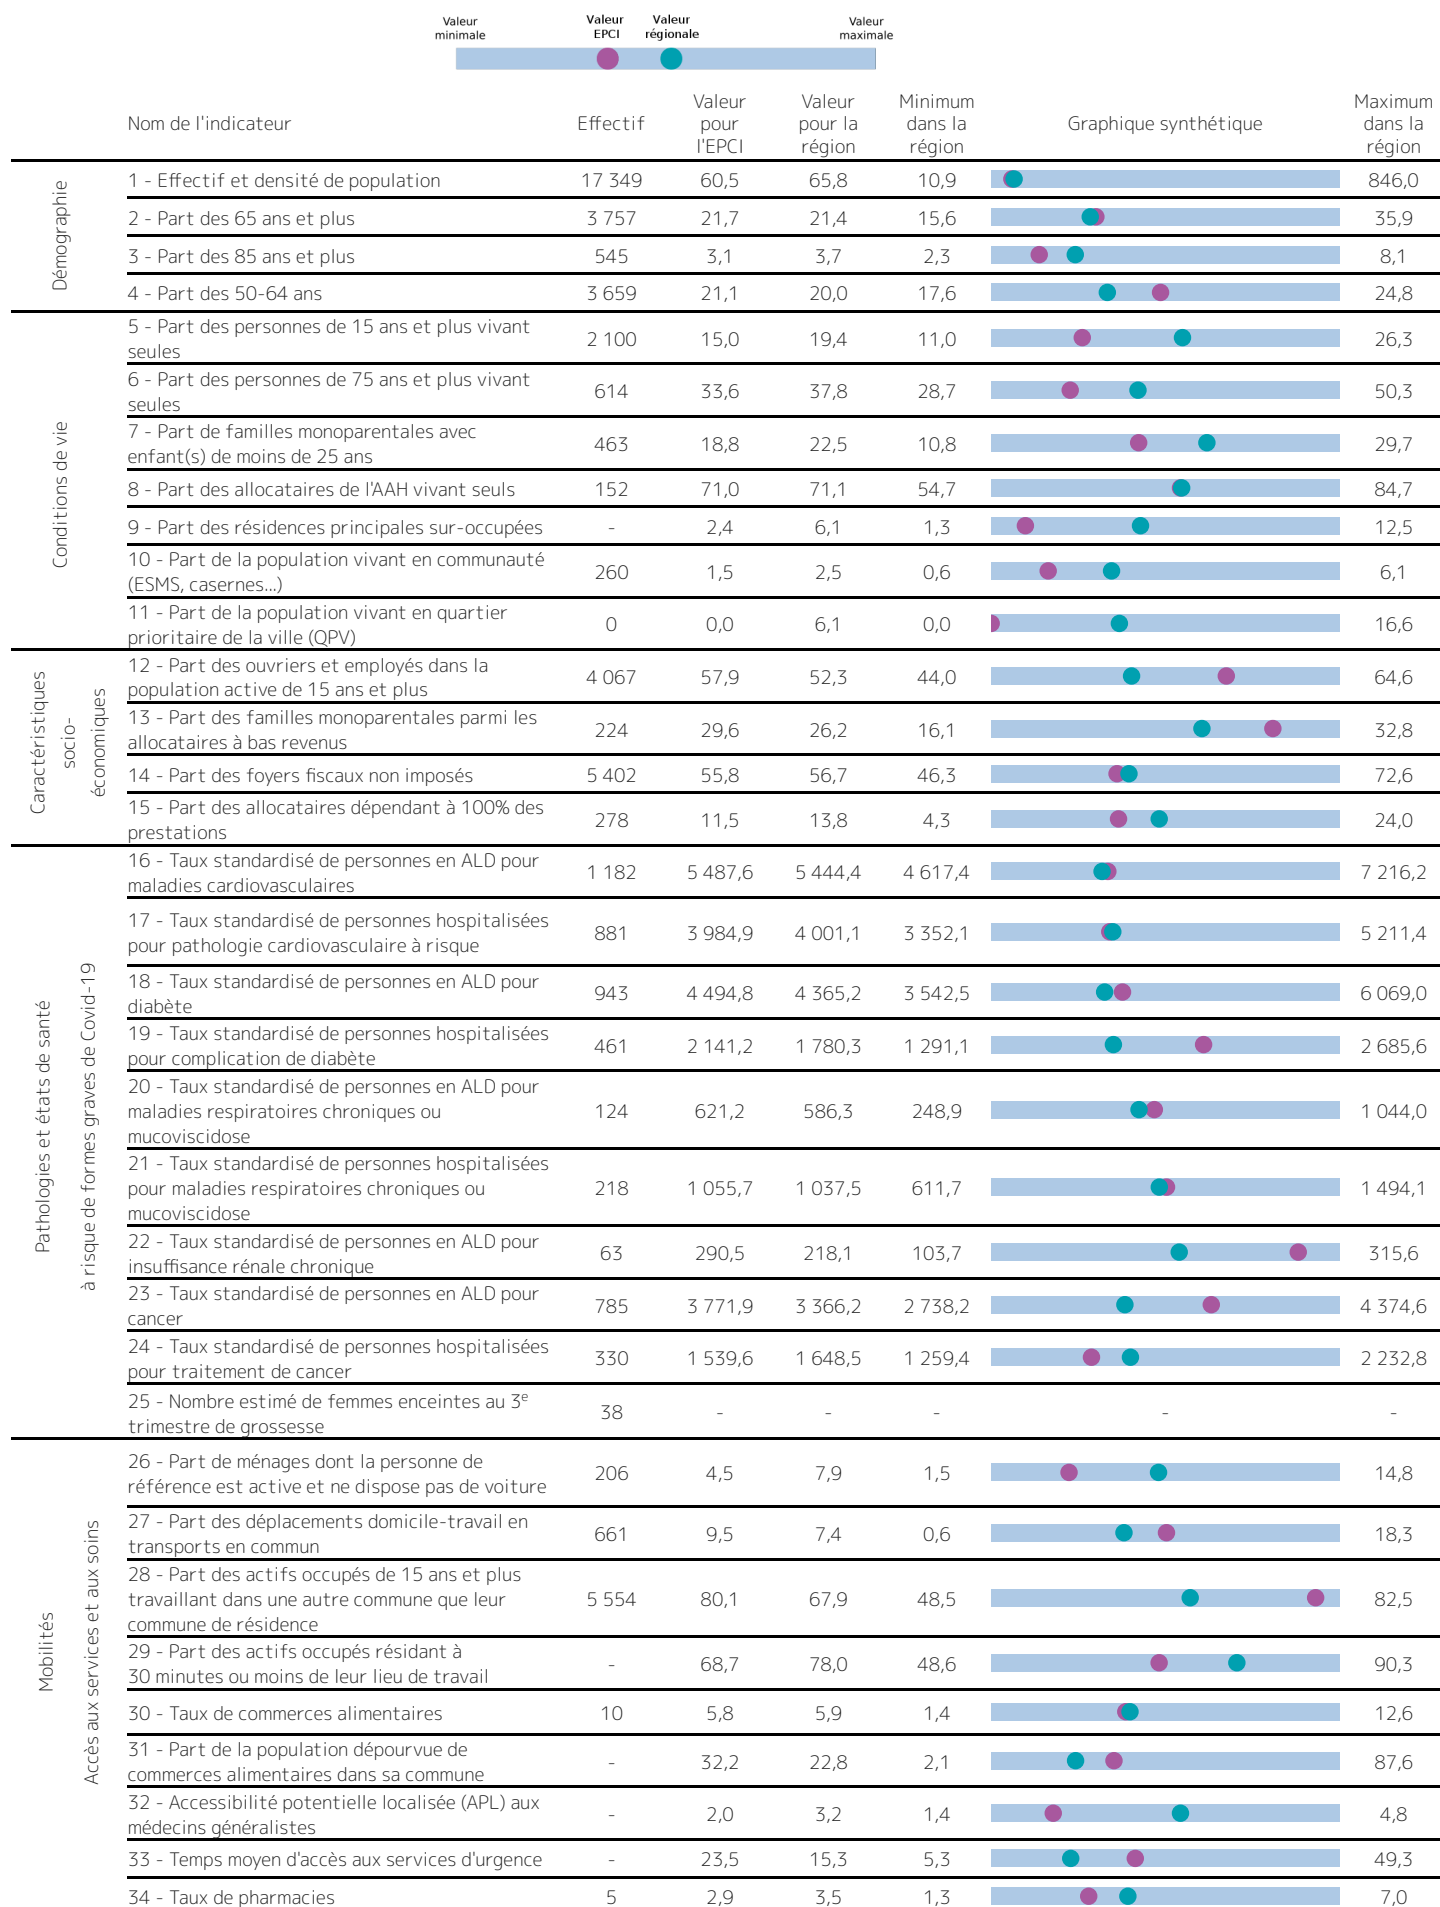 Valeur minimale
Valeur EPCI
Valeur régionale
Valeur maximale
Nom de l'indicateur
Effectif
Valeur pour l'EPCI
Valeur pour la région
Minimum dans la région
Graphique synthétique
Maximum dans la région
Démographie
1 - Effectif et densité de population 17 349 60,5 65,8 10,9 846,0
2 - Part des 65 ans et plus 3 757 21,7 21,4 15,6 35,9
3 - Part des 85 ans et plus 545 3,1 3,7 2,3 8,1
4 - Part des 50-64 ans 3 659 21,1 20,0 17,6 24,8
Conditions de vie
5 - Part des personnes de 15 ans et plus vivant
seules 2 100 15,0 19,4 11,0 26,3
6 - Part des personnes de 75 ans et plus vivant
seules 614 33,6 37,8 28,7 50,3
7 - Part de familles monoparentales avec
enfant(s) de moins de 25 ans 463 18,8 22,5 10,8 29,7
8 - Part des allocataires de l'AAH vivant seuls 152 71,0 71,1 54,7 84,7
9 - Part des résidences principales sur-occupées - 2,4 6,1 1,3 12,5
10 - Part de la population vivant en communauté
(ESMS, casernes...) 260 1,5 2,5 0,6 6,1
11 - Part de la population vivant en quartier
prioritaire de la ville (QPV) 0 0,0 6,1 0,0 16,6
Caractéristiques
socio-
économiques
12 - Part des ouvriers et employés dans la
population active de 15 ans et plus 4 067 57,9 52,3 44,0 64,6
13 - Part des familles monoparentales parmi les
allocataires à bas revenus 224 29,6 26,2 16,1 32,8
14 - Part des foyers fiscaux non imposés 5 402 55,8 56,7 46,3 72,6
15 - Part des allocataires dépendant à 100% des
prestations 278 11,5 13,8 4,3 24,0
Pathologies et états de santé
à risque de formes graves de Covid-19
16 - Taux standardisé de personnes en ALD pour
maladies cardiovasculaires 1 182 5 487,6 5 444,4 4 617,4 7 216,2
17 - Taux standardisé de personnes hospitalisées
pour pathologie cardiovasculaire à risque 881 3 984,9 4 001,1 3 352,1 5 211,4
18 - Taux standardisé de personnes en ALD pour
diabète 943 4 494,8 4 365,2 3 542,5 6 069,0
19 - Taux standardisé de personnes hospitalisées
pour complication de diabète 461 2 141,2 1 780,3 1 291,1 2 685,6
20 - Taux standardisé de personnes en ALD pour
maladies respiratoires chroniques ou 124 621,2 586,3 248,9 1 044,0
mucoviscidose
21 - Taux standardisé de personnes hospitalisées
pour maladies respiratoires chroniques ou 218 1 055,7 1 037,5 611,7 1 494,1
mucoviscidose
22 - Taux standardisé de personnes en ALD pour
insuffisance rénale chronique 63 290,5 218,1 103,7 315,6
23 - Taux standardisé de personnes en ALD pour
cancer 785 3 771,9 3 366,2 2 738,2 4 374,6
24 - Taux standardisé de personnes hospitalisées
pour traitement de cancer 330 1 539,6 1 648,5 1 259,4 2 232,8
25 - Nombre estimé de femmes enceintes au 3e
trimestre de grossesse 38 - - - - -
Mobilités
Accès aux services et aux soins
26 - Part de ménages dont la personne de
référence est active et ne dispose pas de voiture 206 4,5 7,9 1,5 14,8
27 - Part des déplacements domicile-travail en
transports en commun 661 9,5 7,4 0,6 18,3
28 - Part des actifs occupés de 15 ans et plus
travaillant dans une autre commune que leur 5 554 80,1 67,9 48,5 82,5
commune de résidence
29 - Part des actifs occupés résidant à
30 minutes ou moins de leur lieu de travail - 68,7 78,0 48,6 90,3
30 - Taux de commerces alimentaires 10 5,8 5,9 1,4 12,6
31 - Part de la population dépourvue de
commerces alimentaires dans sa commune - 32,2 22,8 2,1 87,6
32 - Accessibilité potentielle localisée (APL) aux
médecins généralistes - 2,0 3,2 1,4 4,8
33 - Temps moyen d'accès aux services d'urgence - 23,5 15,3 5,3 49,3
34 - Taux de pharmacies 5 2,9 3,5 1,3 7,0